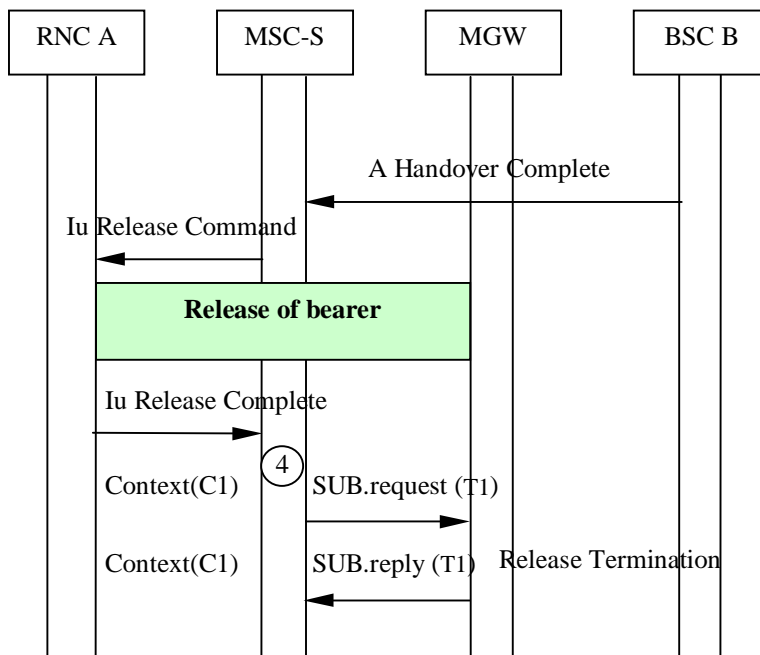 RNC A
MSC-S
MGW
BSC B
A Handover Complete
Iu Release Command
Release of bearer
Iu Release Complete
4
Context(C1)
SUB.request (T1)
Context(C1)
SUB.reply (T1)
Release Termination